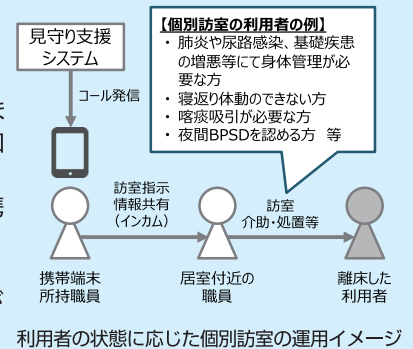 見守り支援
システム
コール発信
【個別訪室の利用者の例】
・ 肺炎や尿路感染、基礎疾患
の増悪等にて身体管理が必
要な方
・ 寝返り体動のできない方
・ 喀痰吸引が必要な方
・ 夜間BPSDを認める方 等
訪室指示
情報共有
(インカム)
訪室
介助・処置等
携帯端末
所持職員
居室付近の
職員
離床した
利用者
利用者の状態に応じた個別訪室の運用イメージ